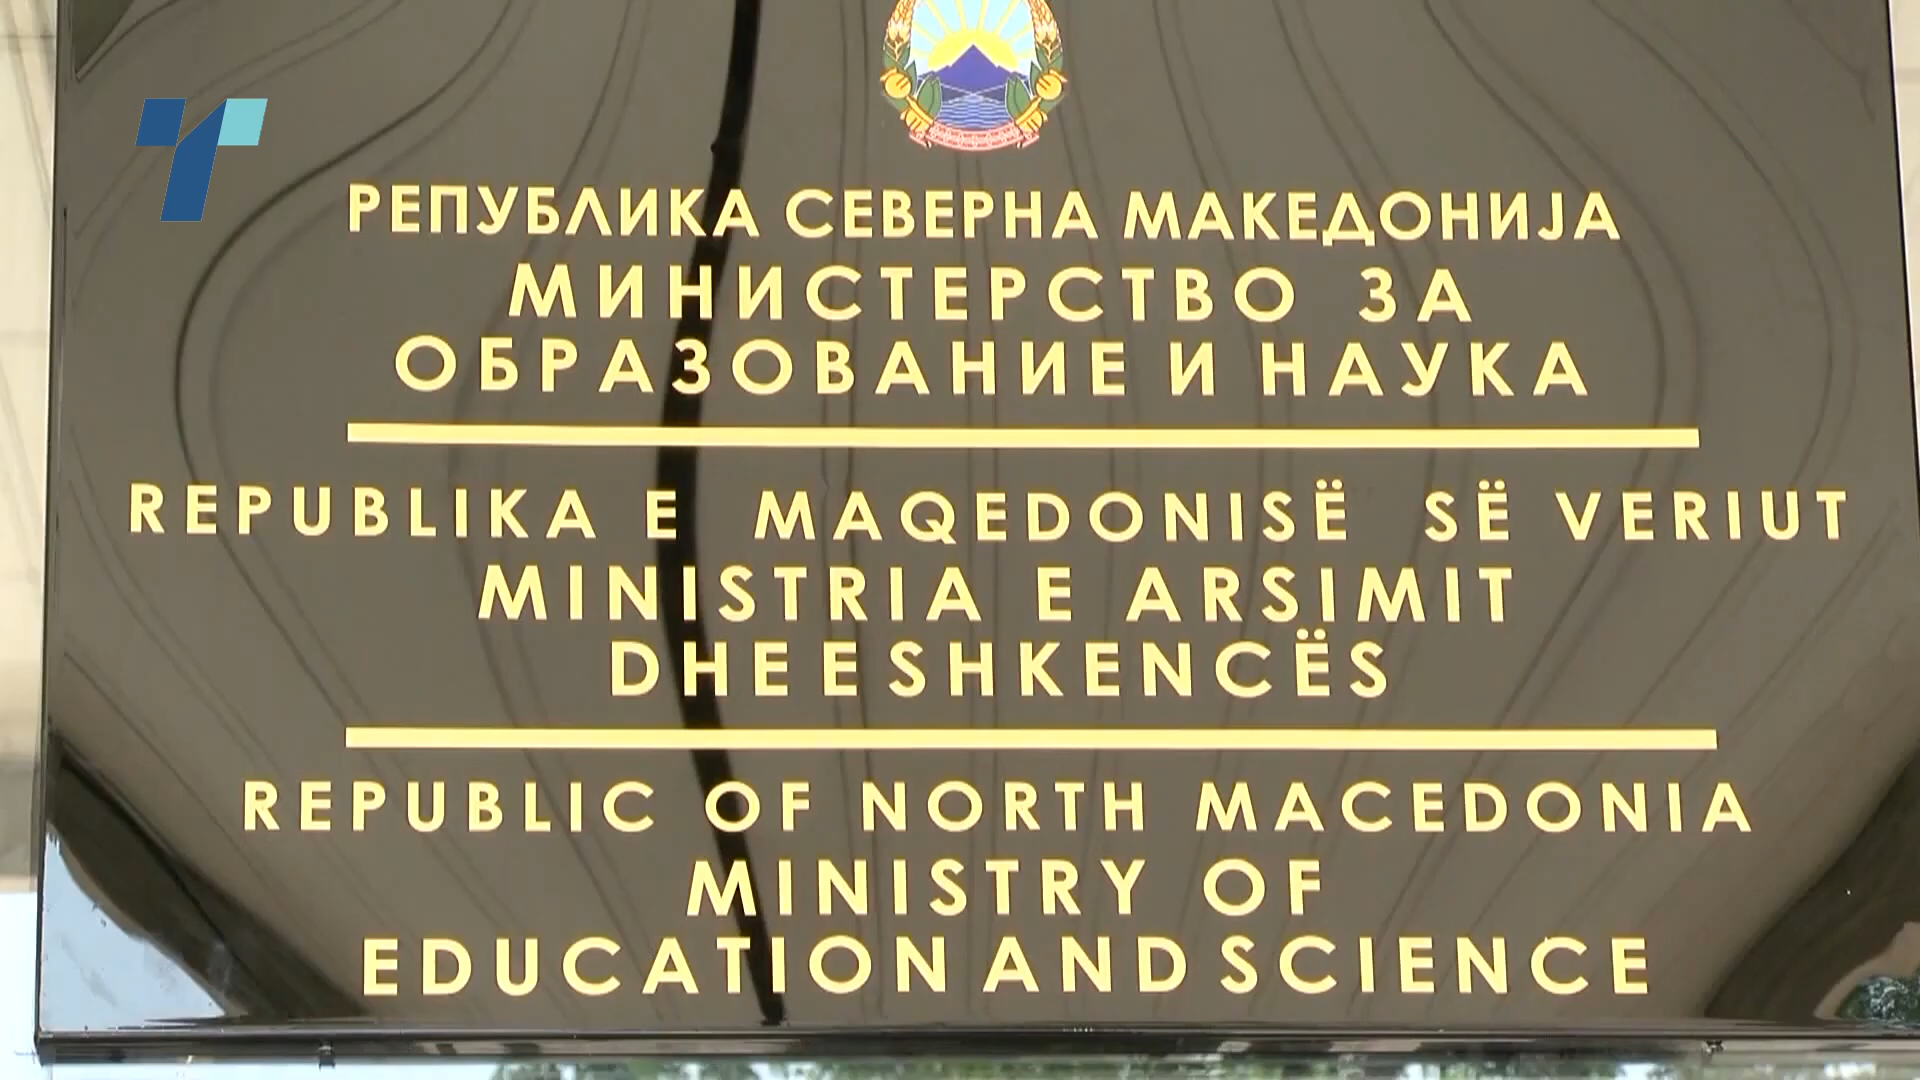 РЕПУБЛИКА СЕВЕРНА МАКЕДОНИЈА
МИНИСТЕРСТВО ЗА
ОБРАЗОВАНИЕ И НАУКА
REPUBLIKA E MAQEDONISË SË VERIUT
MINISTRIA E ARSIMIT
DHE E SHKENCËS
REPUBLIC OF NORTH MACEDONIA
MINISTRY OF
EDUCATION AND SCIENCE